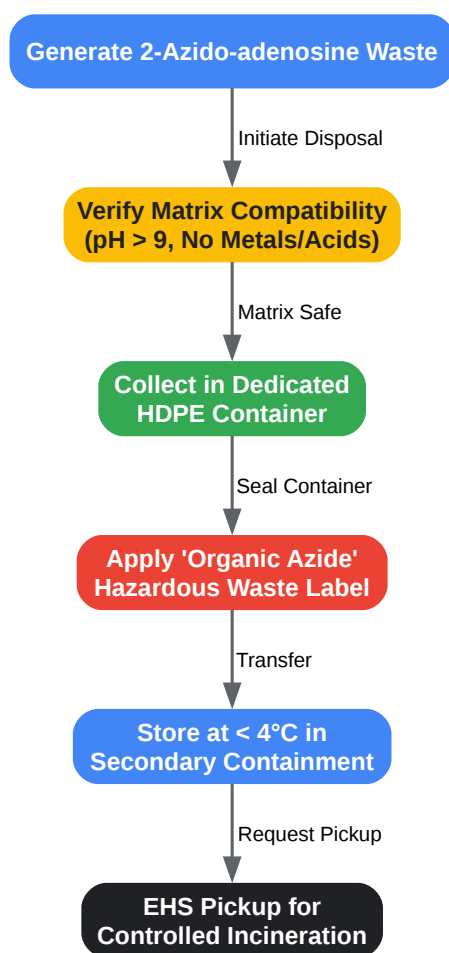 Generate 2-Azido-adenosine Waste
Initiate Disposal
Verify Matrix Compatibility
(pH > 9, No Metals/Acids)
Matrix Safe
Collect in Dedicated
HDPE Container
Seal Container
Apply 'Organic Azide'
Hazardous Waste Label
Transfer
Store at < 4°C in
Secondary Containment
Request Pickup
EHS Pickup for
Controlled Incineration